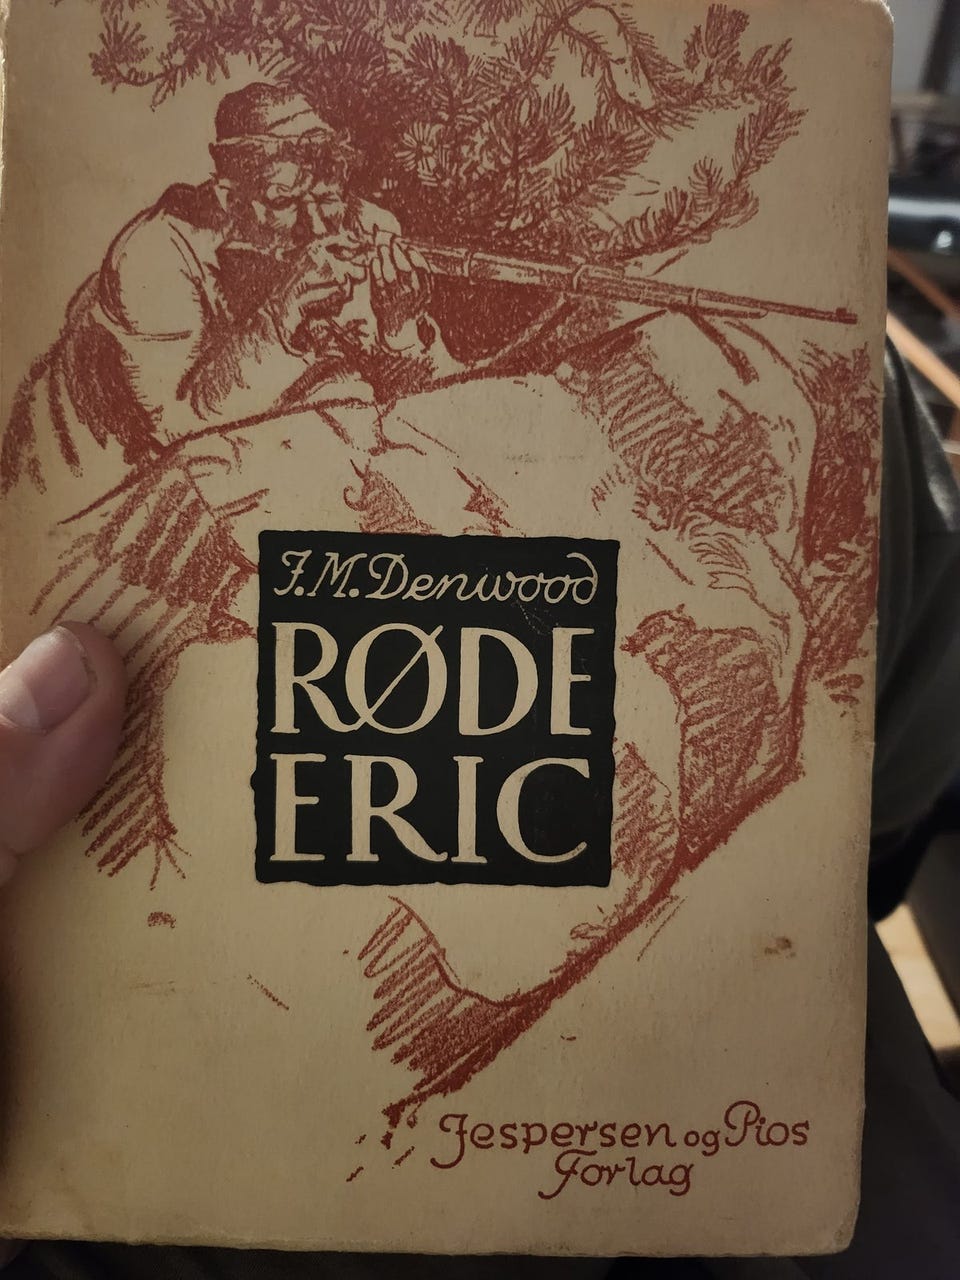 J.M. Denwood
RØDE
ERIC
Jespersen og Pios
Forlag